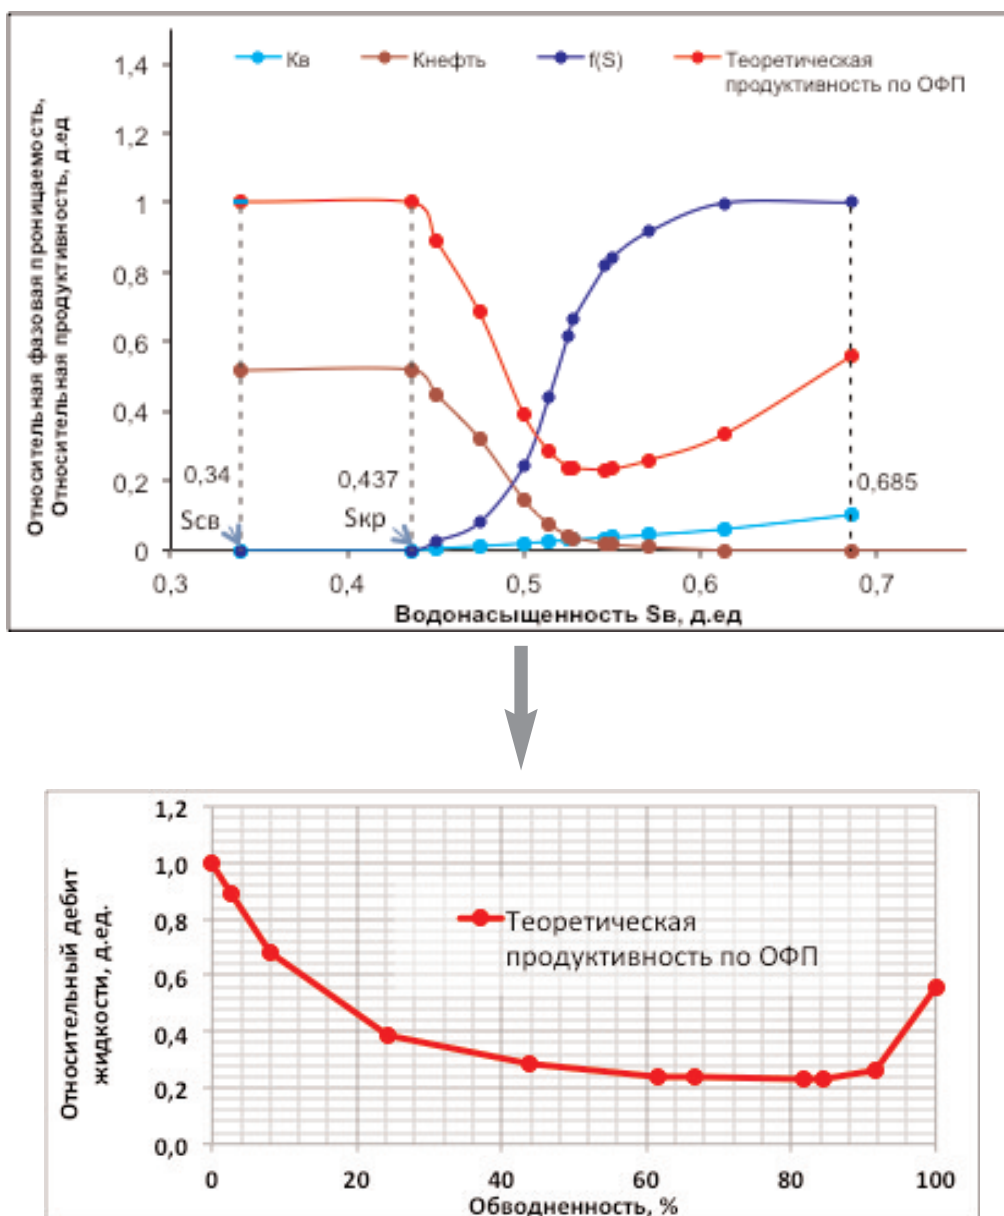 Относительная фазовая проницаемость,
Относительная продуктивность, д.ед
Кв
Кнефть
f(S)
Теоретическая
продуктивность по ОФП
1,4
1,2
1
0,8
0,6
0,4
0,2
0
0,34
0,437
0,685
Sсв
Sкр
0,3
0,4
0,5
0,6
0,7
Водонасыщенность Sв, д.ед
Относительный дебит
жидкости, д.ед.
1,2
1,0
0,8
0,6
0,4
0,2
0,0
Теоретическая
продуктивность по ОФП
0
20
40
60
80
100
Обводненность, %